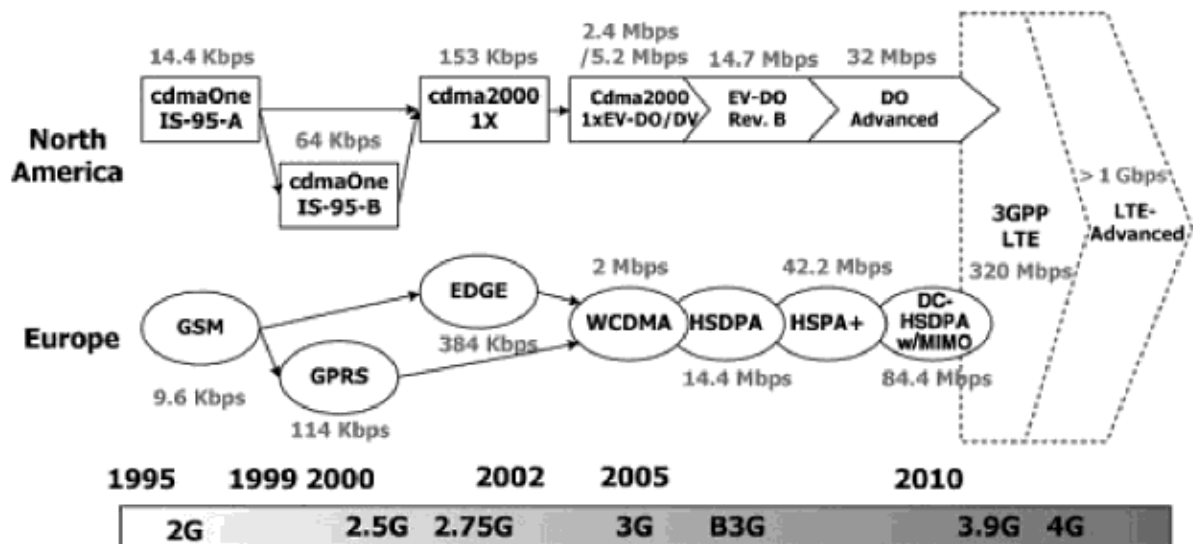 14.4 Kbps
cdmaOne
IS-95-A
64 Kbps
cdmaOne
IS-95-B
153 Kbps
cdma2000
1X
2.4 Mbps
/5.2 Mbps
Cdma2000
1xEV-DO/DV
14.7 Mbps
EV-DO
Rev. B
32 Mbps
DO
Advanced
North
America
3GPP
LTE
320 Mbps
> 1 Gbps
LTE-
Advanced
Europe
GSM
9.6 Kbps
GPRS
114 Kbps
EDGE
384 Kbps
2 Mbps
WCDMA
HSDPA
14.4 Mbps
42.2 Mbps
HSPA+
DC-
HSDPA
w/MIMO
84.4 Mbps
1995 1999 2000 2002 2005 2010
2G 2.5G 2.75G 3G B3G 3.9G 4G